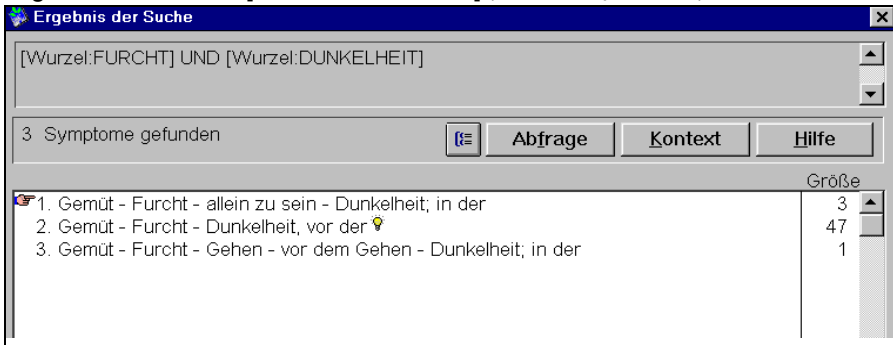 Ergebnis der Suche
[Wurzel:FURCHT] UND [Wurzel:DUNKELHEIT]
3 Symptome gefunden
Abfrage Kontext Hilfe
Größe
1. Gemüt - Furcht - allein zu sein - Dunkelheit; in der 3
2. Gemüt - Furcht - Dunkelheit, vor der 47
3. Gemüt - Furcht - Gehen - vor dem Gehen - Dunkelheit; in der 1